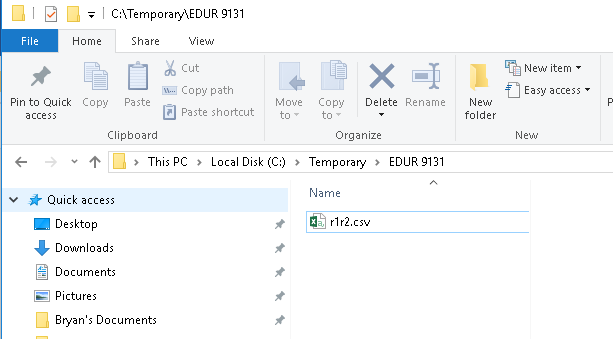 C:\Temporary\EDUR 9131
File Home Share View
Pin to Quick access
Copy
Paste
Cut
Copy path
Paste shortcut
Clipboard
Move to
Copy to
Delete
Rename
Organize
New folder
New item
Easy access
New
This PC > Local Disk (C:) > Temporary > EDUR 9131
Quick access
Desktop
Downloads
Documents
Pictures
Bryan's Documents
Name
r1r2.csv